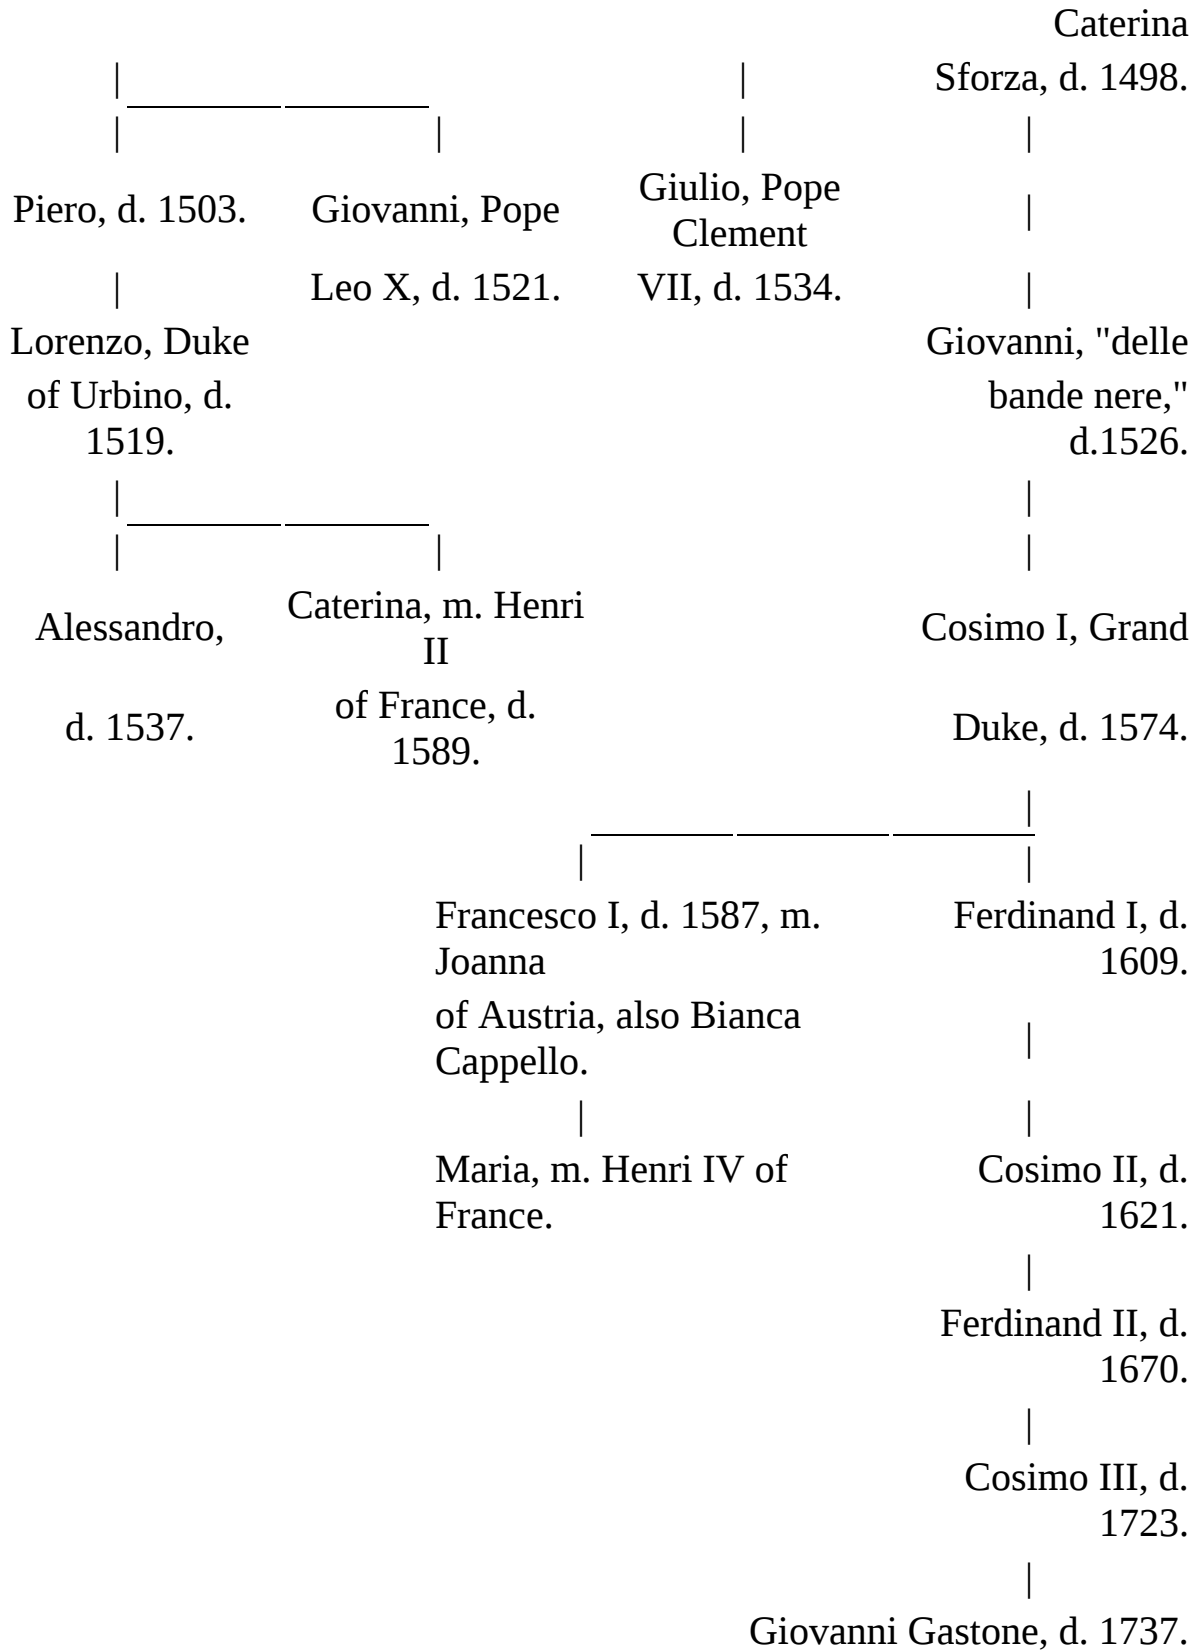 Caterina
Sforza, d. 1498.
Piero, d. 1503.
Giovanni, Pope
Giulio, Pope
Clement
Leo X, d. 1521.
VII, d. 1534.
Lorenzo, Duke
Giovanni, "delle
of Urbino, d.
1519.
bande nere,"
d.1526.
Alessandro,
Caterina, m. Henri
II
Cosimo I, Grand
d. 1537.
of France, d.
1589.
Duke, d. 1574.
Francesco I, d. 1587, m.
Joanna
Ferdinand I, d.
1609.
of Austria, also Bianca
Cappello.
Maria, m. Henri IV of
France.
Cosimo II, d.
1621.
Ferdinand II, d.
1670.
Cosimo III, d.
1723.
Giovanni Gastone, d. 1737.